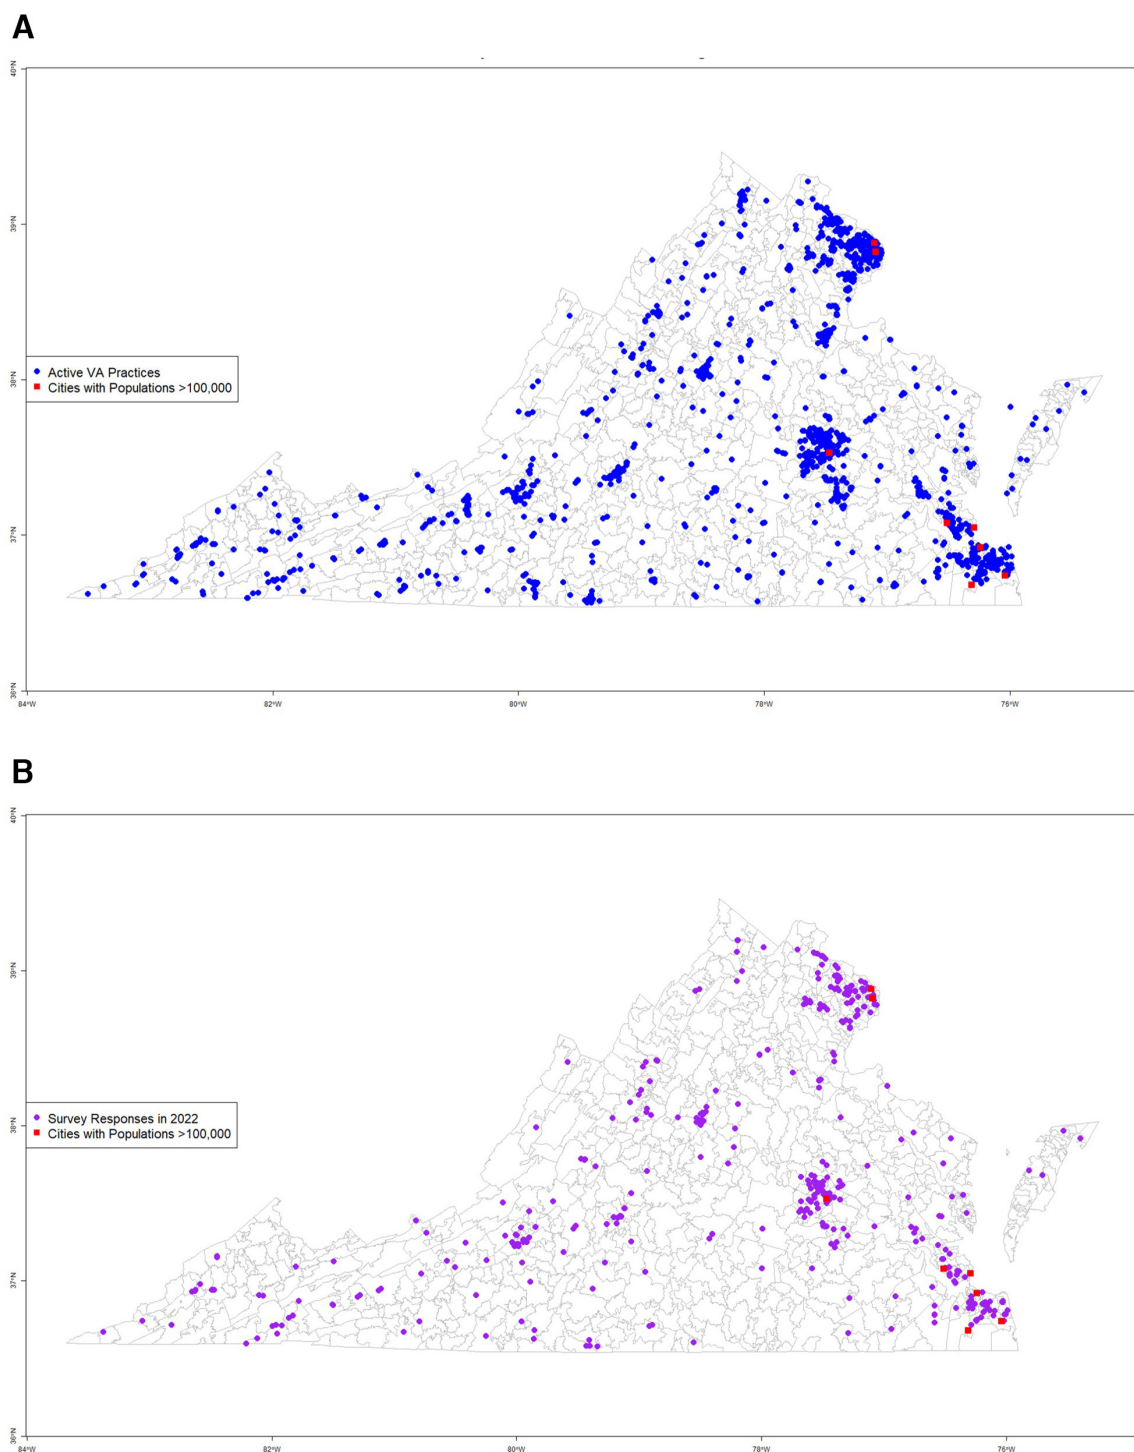 A
40°N
39°N
38°N
Active VA Practices
Cities with Populations >100,000
37°N
36°N
84°W 82°W 80°W 78°W 76°W
B
40°N
39°N
38°N
Survey Responses in 2022
Cities with Populations >100,000
37°N
36°N
84°W 82°W 80°W 78°W 76°W